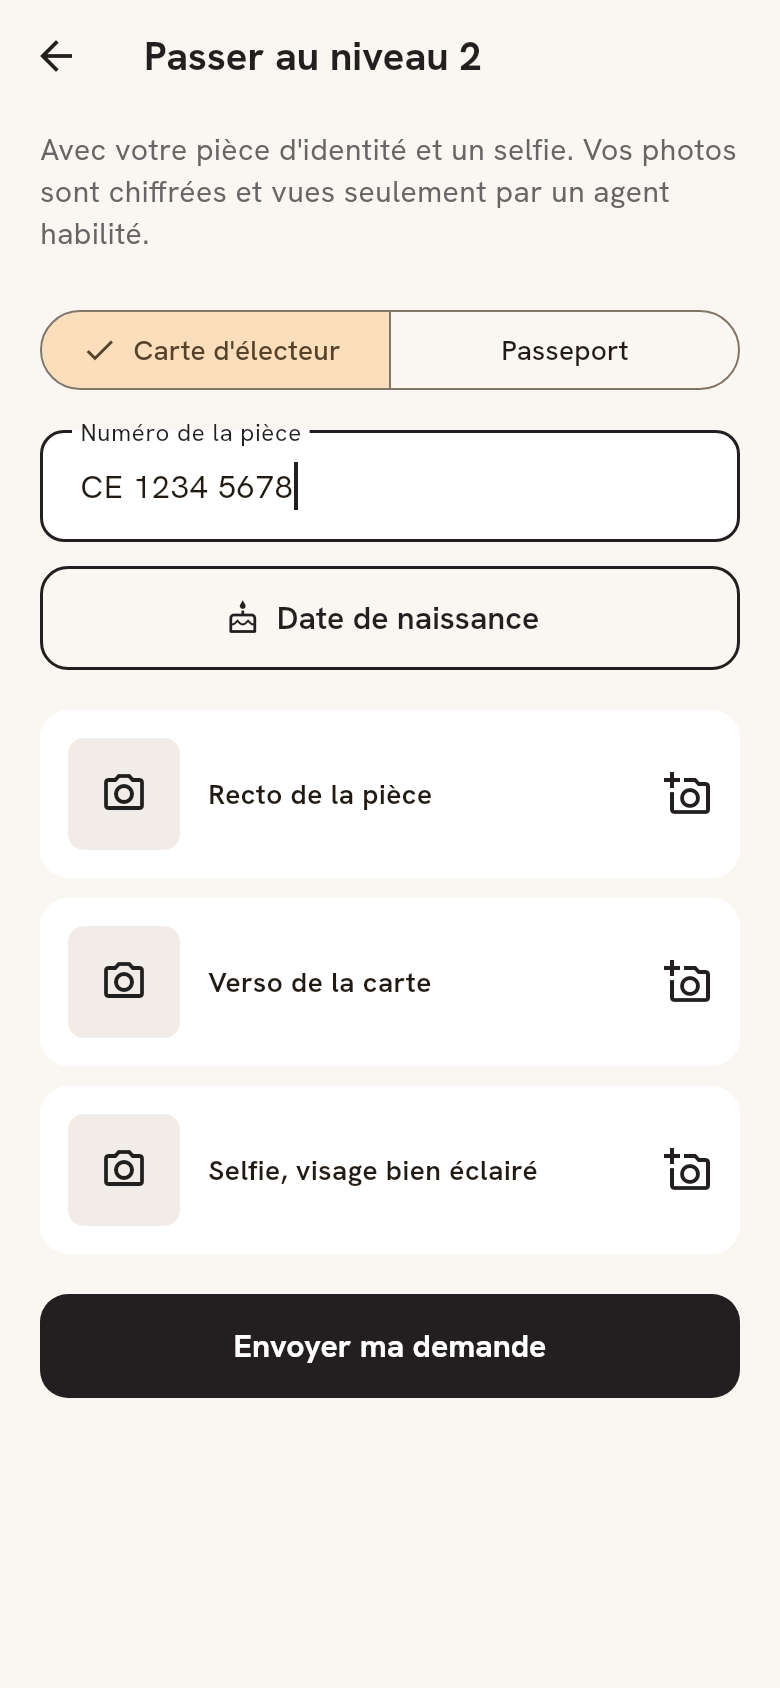 Passer au niveau 2
Avec votre pièce d'identité et un selfie. Vos photos
sont chiffrées et vues seulement par un agent
habilité.
Carte d'électeur
Passeport
Numéro de la pièce
CE 1234 5678
Date de naissance
Recto de la pièce
Verso de la carte
Selfie, visage bien éclairé
Envoyer ma demande